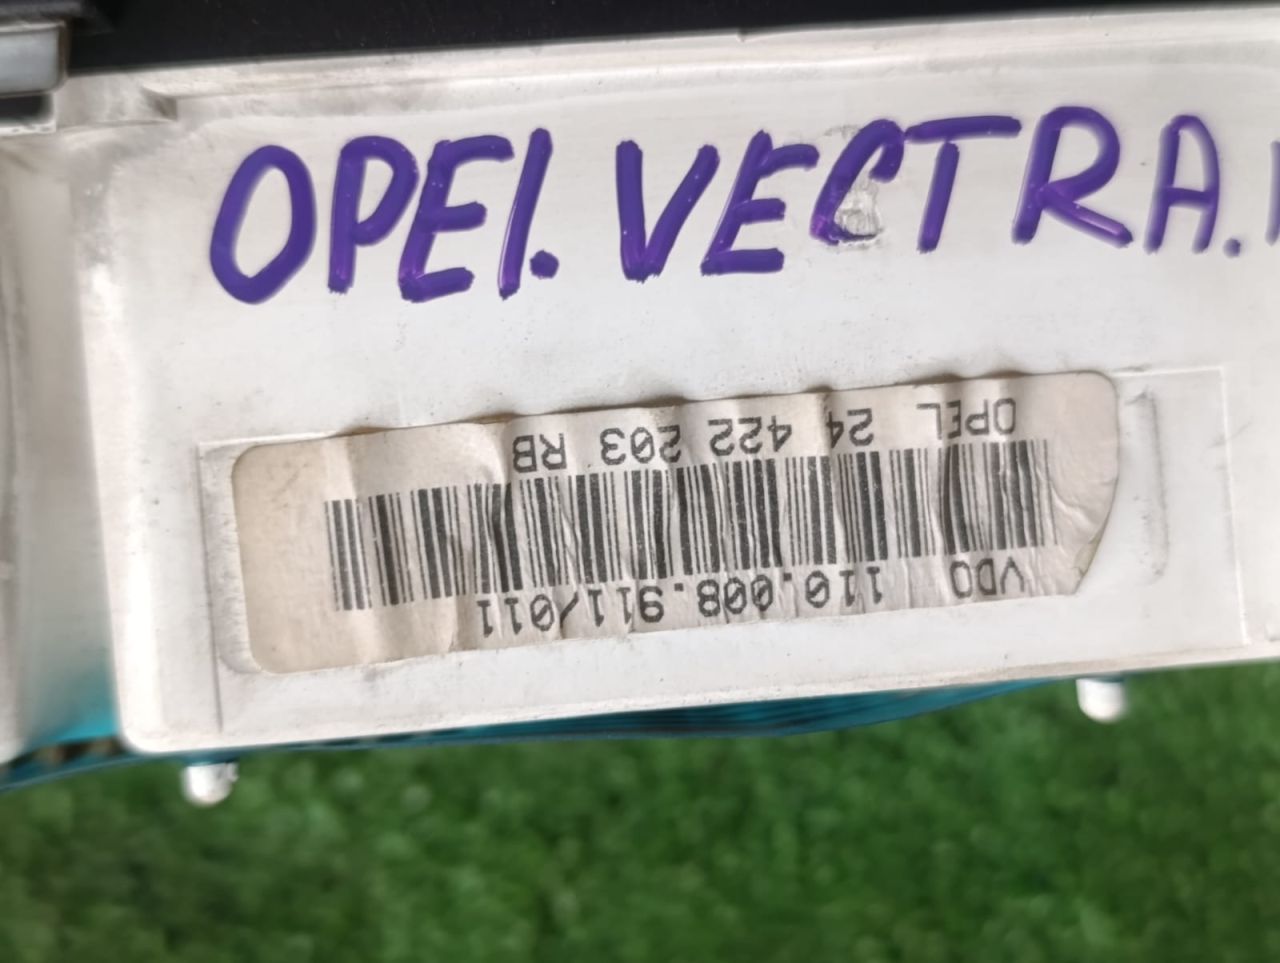 OPEL.VECTRA.
VDO 110.008.911/011
OPEL 24 422 203 RB